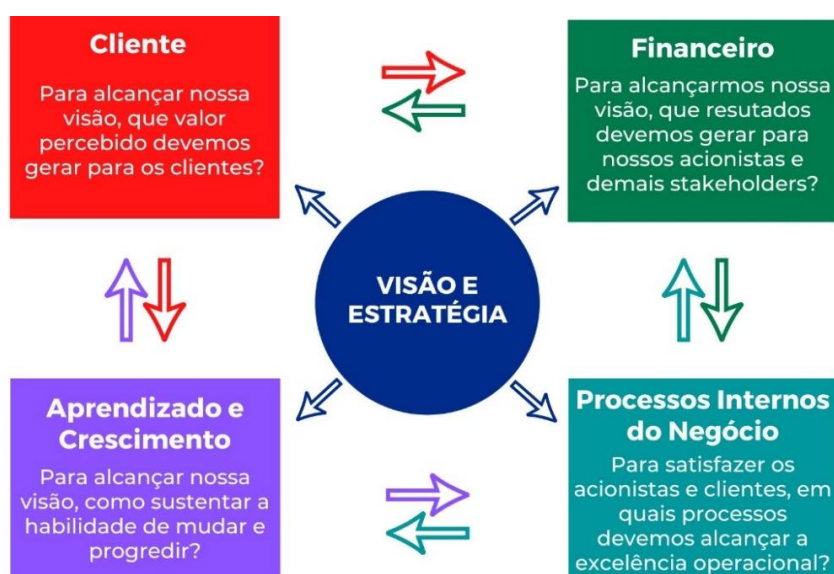 Cliente
Para alcançar nossa
visão, que valor
percebido devemos
gerar para os clientes?
Financeiro
Para alcançarmos nossa
visão, que resutados
devemos gerar para
nossos acionistas e
demais stakeholders?
VISÃO E
ESTRATÉGIA
Aprendizado e
Crescimento
Para alcançar nossa
visão, como sustentar a
habilidade de mudar e
progredir?
Processos Internos
do Negócio
Para satisfazer os
acionistas e clientes, em
quais processos
devemos alcançar a
excelência operacional?